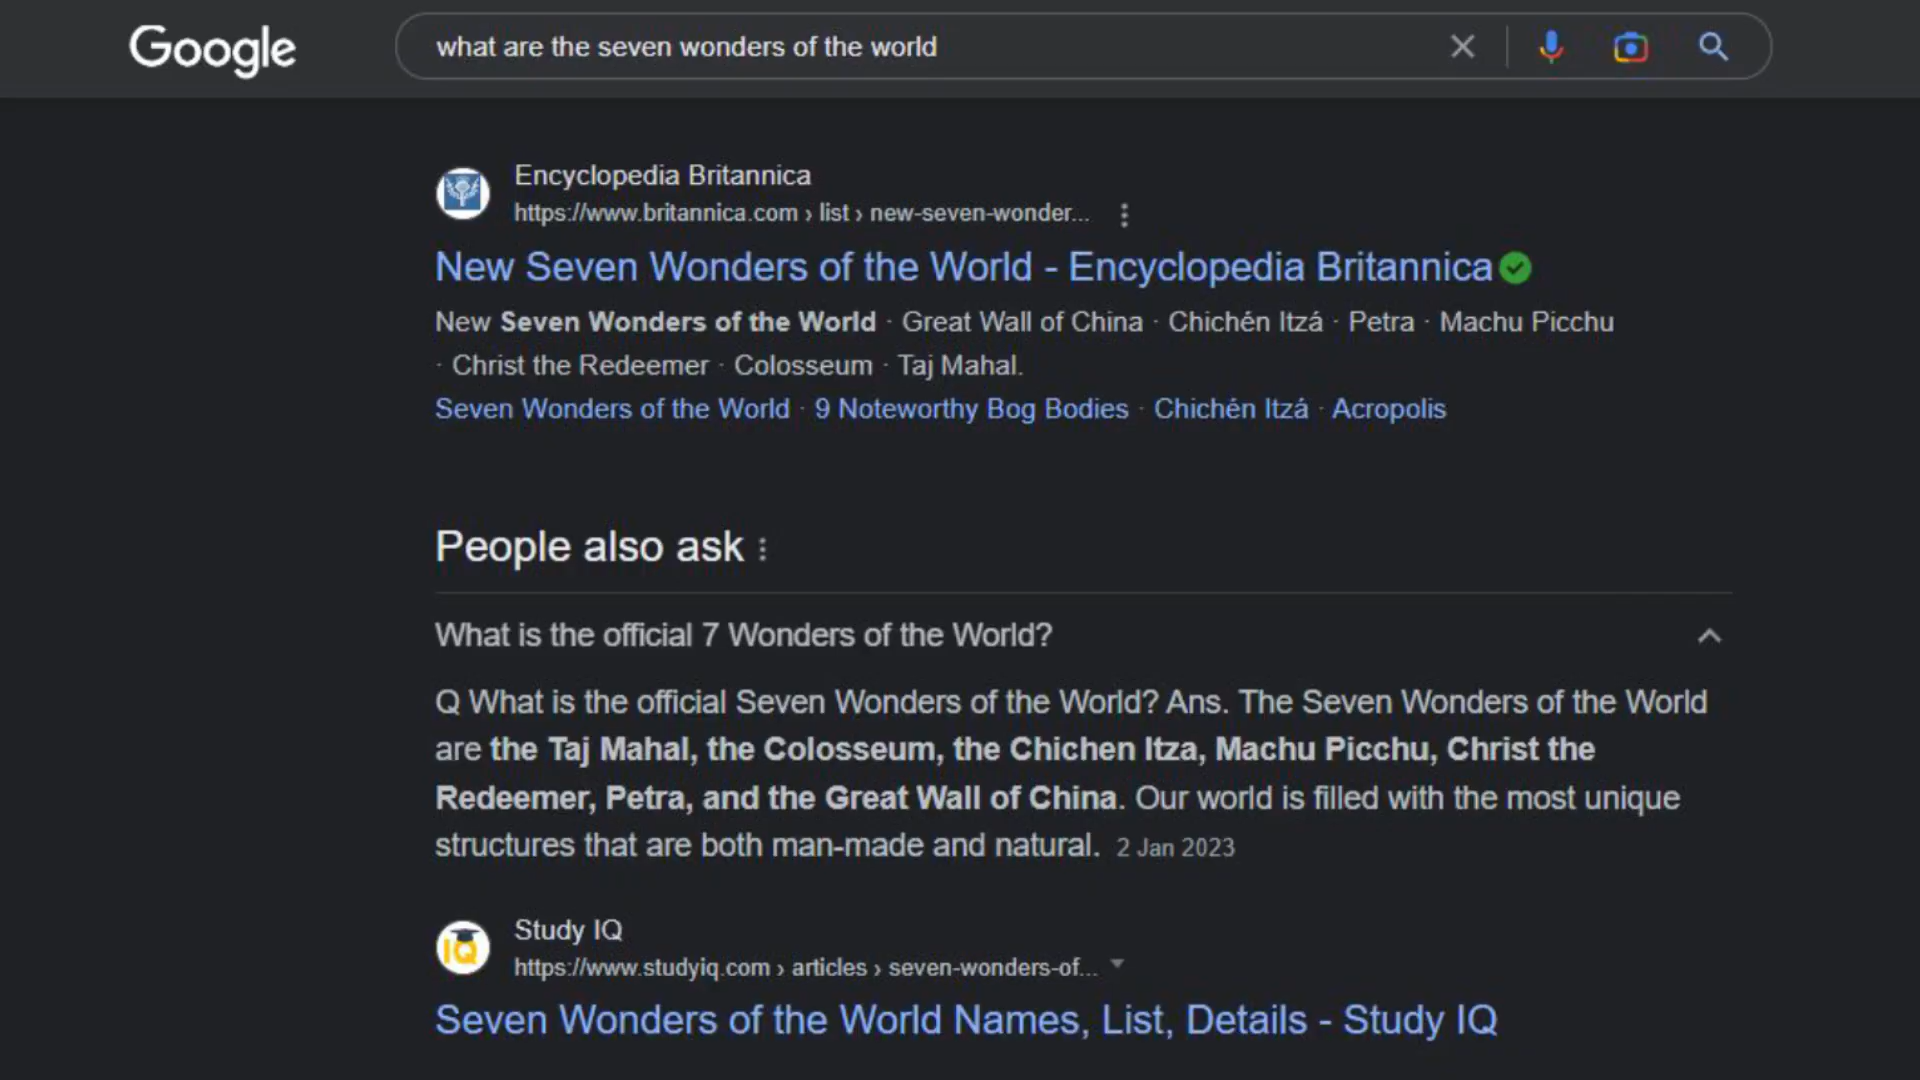 Google
what are the seven wonders of the world
Encyclopedia Britannica
https://www.britannica.com › list › new-seven-wonder...
New Seven Wonders of the World - Encyclopedia Britannica
New Seven Wonders of the World · Great Wall of China · Chichén Itzá · Petra · Machu Picchu
· Christ the Redeemer · Colosseum · Taj Mahal.
Seven Wonders of the World · 9 Noteworthy Bog Bodies · Chichén Itzá · Acropolis
People also ask
What is the official 7 Wonders of the World?
Q What is the official Seven Wonders of the World? Ans. The Seven Wonders of the World
are the Taj Mahal, the Colosseum, the Chichen Itza, Machu Picchu, Christ the
Redeemer, Petra, and the Great Wall of China. Our world is filled with the most unique
structures that are both man-made and natural. 2 Jan 2023
IQ
Study IQ
https://www.studyiq.com › articles › seven-wonders-of...
Seven Wonders of the World Names, List, Details - Study IQ